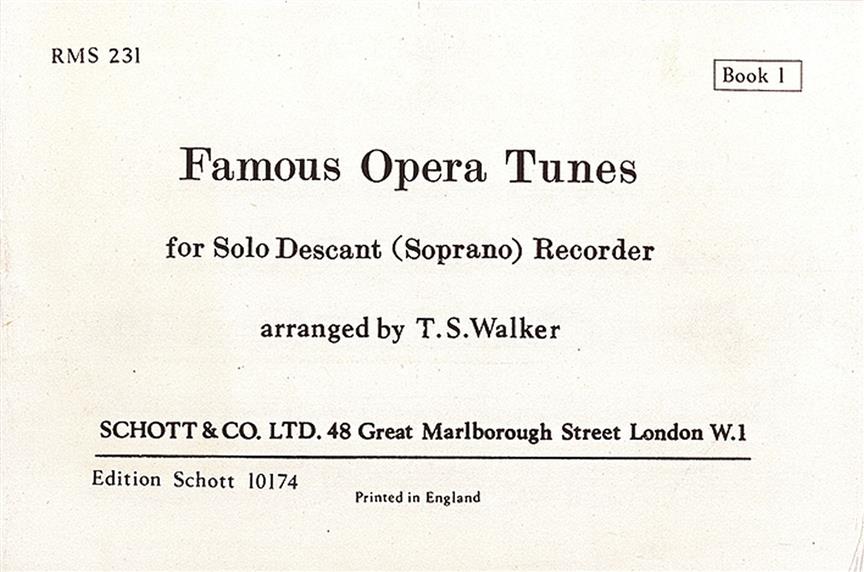 RMS 231
Book 1
Famous Opera Tunes
for Solo Descant (Soprano) Recorder
arranged by T.S.Walker
SCHOTT & CO. LTD. 48 Great Marlborough Street London W.1
Edition Schott 10174
Printed in England